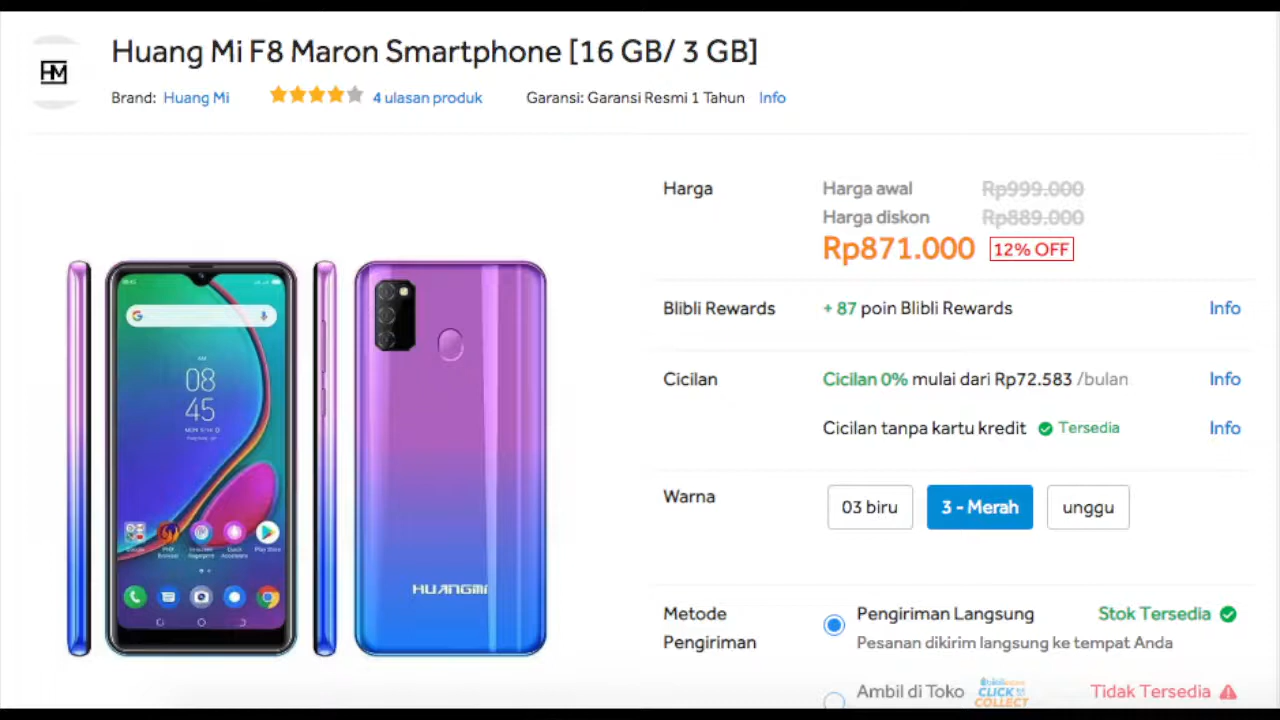 HM
Huang Mi F8 Maron Smartphone [16 GB/ 3 GB]
Brand: Huang Mi
4 ulasan produk
Garansi: Garansi Resmi 1 Tahun
Info
Harga
Harga awal
Rp999.000
Harga diskon
Rp889.000
Rp871.000
12% OFF
Blibli Rewards
+ 87 poin Blibli Rewards
Info
Cicilan
Cicilan 0% mulai dari Rp72.583 /bulan
Info
Cicilan tanpa kartu kredit
Tersedia
Info
Warna
03 biru
3 - Merah
unggu
Metode
Pengiriman
Pengiriman Langsung
Stok Tersedia
Pesanan dikirim langsung ke tempat Anda
Ambil di Toko
CLICK
COLLECT
Tidak Tersedia
G
AM
08
45
Play Store
HUANGMI